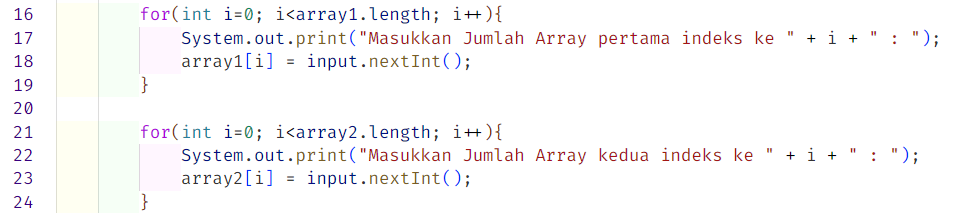 16 for(int i=0; i<array1.length; i++){
17 System.out.print("Masukkan Jumlah Array pertama indeks ke " + i + " : ");
18 array1[i] = input.nextInt();
19 }
20
21 for(int i=0; i<array2.length; i++){
22 System.out.print("Masukkan Jumlah Array kedua indeks ke " + i + " : ");
23 array2[i] = input.nextInt();
24 }